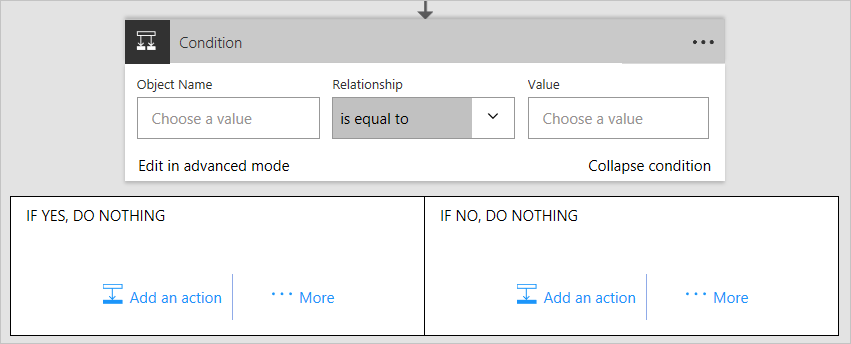 Condition
Object Name Relationship Value
Choose a value is equal to Choose a value
Edit in advanced mode Collapse condition
IF YES, DO NOTHING IF NO, DO NOTHING
Add an action ··· More Add an action ··· More